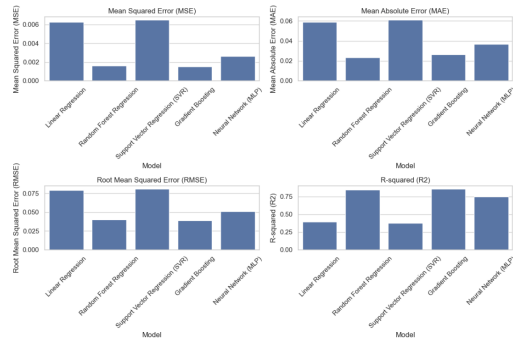 Mean Squared Error (MSE)
Mean Squared Error (MSE)
0.006
0.004
0.002
0.000
Linear Regression
Random Forest Regression
Support Vector Regression (SVR)
Gradient Boosting
Neural Network (MLP)
Model
Mean Absolute Error (MAE)
Mean Absolute Error (MAE)
0.06
0.04
0.02
0.00
Linear Regression
Random Forest Regression
Support Vector Regression (SVR)
Gradient Boosting
Neural Network (MLP)
Model
Root Mean Squared Error (RMSE)
Root Mean Squared Error (RMSE)
0.075
0.050
0.025
0.000
Linear Regression
Random Forest Regression
Support Vector Regression (SVR)
Gradient Boosting
Neural Network (MLP)
Model
R-squared (R2)
R-squared (R2)
0.75
0.50
0.25
0.00
Linear Regression
Random Forest Regression
Support Vector Regression (SVR)
Gradient Boosting
Neural Network (MLP)
Model